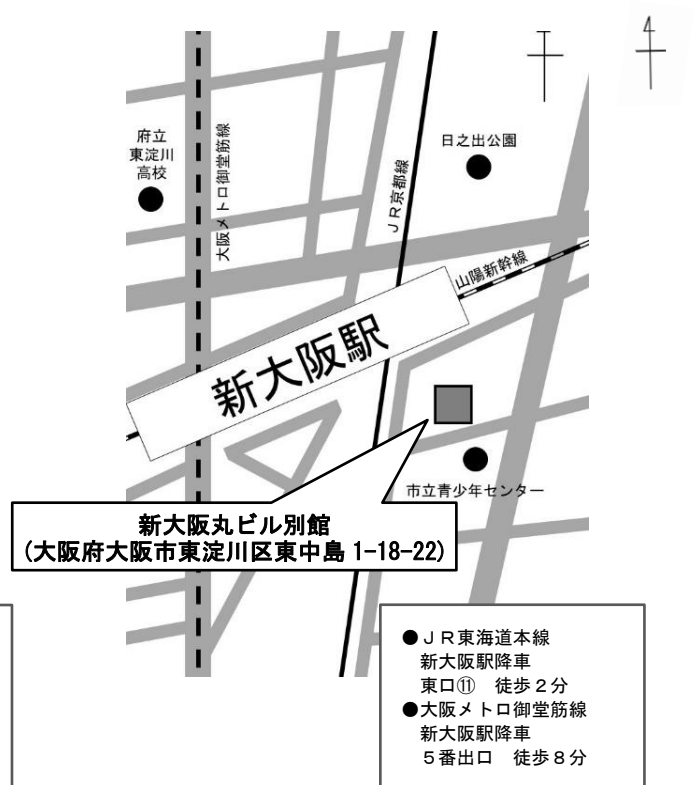 府立
東淀川
高校
大阪メトロ御堂筋線
JR京都線
日之出公園
山陽新幹線
新大阪駅
市立青少年センター
新大阪丸ビル別館
(大阪府大阪市東淀川区東中島 1-18-22)
●ＪＲ東海道本線
新大阪駅降車
東口⑪　徒歩２分
●大阪メトロ御堂筋線
新大阪駅降車
５番出口　徒歩８分